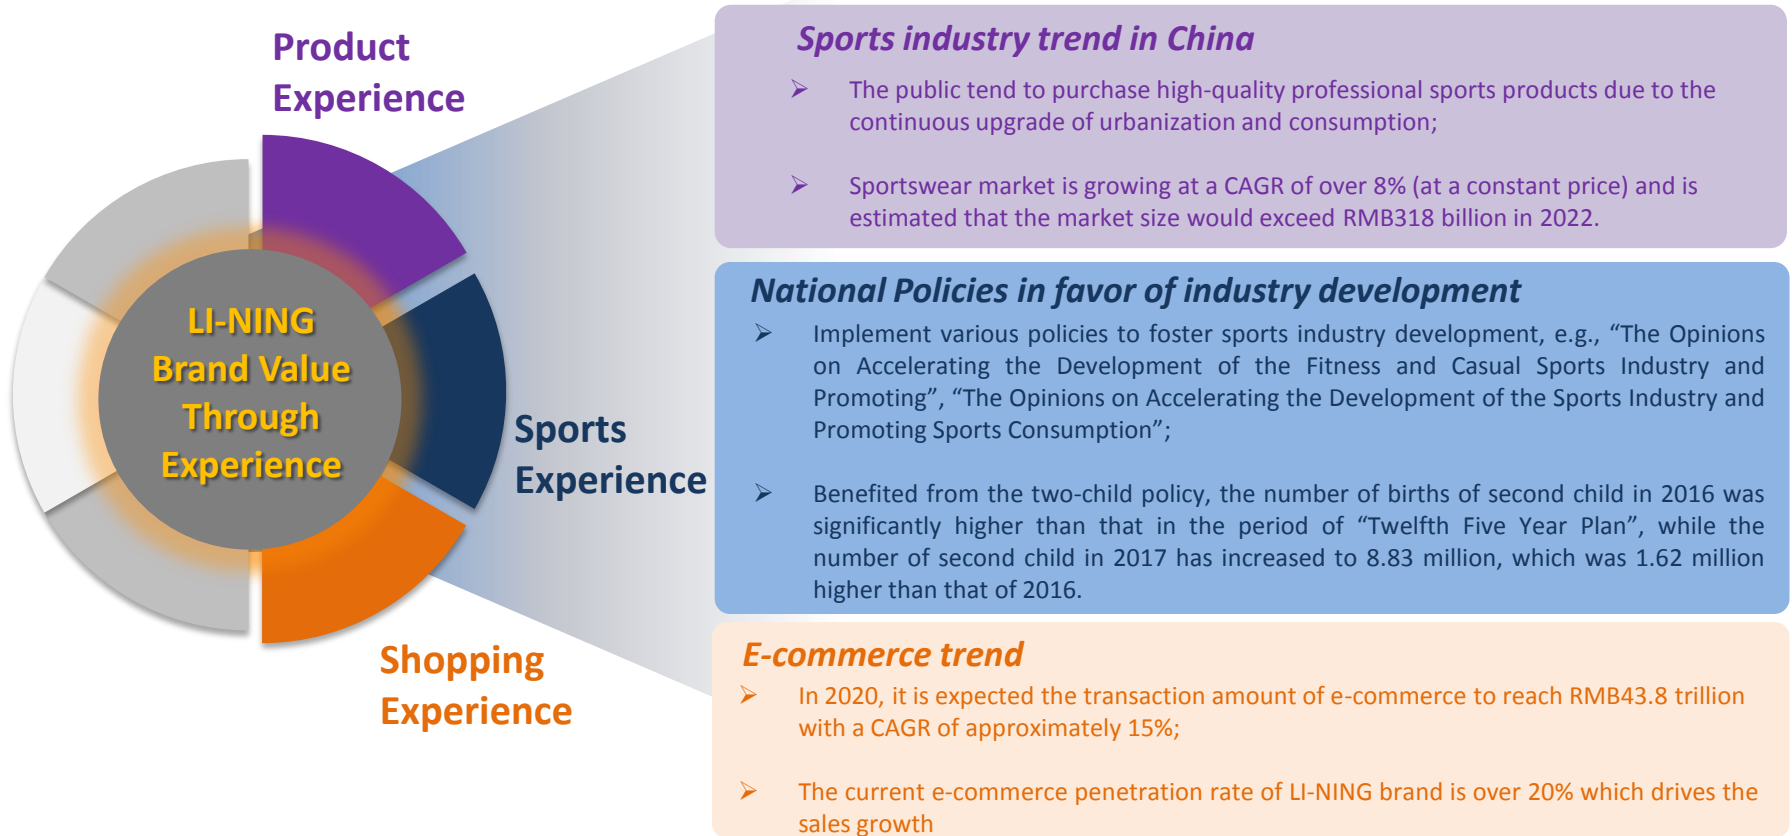 Product
Experience
LI-NING
Brand Value
Through
Experience
Sports
Experience
Shopping
Experience
Sports industry trend in China
➢ The public tend to purchase high-quality professional sports products due to the
continuous upgrade of urbanization and consumption;
➢ Sportswear market is growing at a CAGR of over 8% (at a constant price) and is
estimated that the market size would exceed RMB318 billion in 2022.
National Policies in favor of industry development
➢ Implement various policies to foster sports industry development, e.g., “The Opinions
on Accelerating the Development of the Fitness and Casual Sports Industry and
Promoting”, “The Opinions on Accelerating the Development of the Sports Industry and
Promoting Sports Consumption”;
➢ Benefited from the two-child policy, the number of births of second child in 2016 was
significantly higher than that in the period of “Twelfth Five Year Plan”, while the
number of second child in 2017 has increased to 8.83 million, which was 1.62 million
higher than that of 2016.
E-commerce trend
➢ In 2020, it is expected the transaction amount of e-commerce to reach RMB43.8 trillion
with a CAGR of approximately 15%;
➢ The current e-commerce penetration rate of LI-NING brand is over 20% which drives the
sales growth